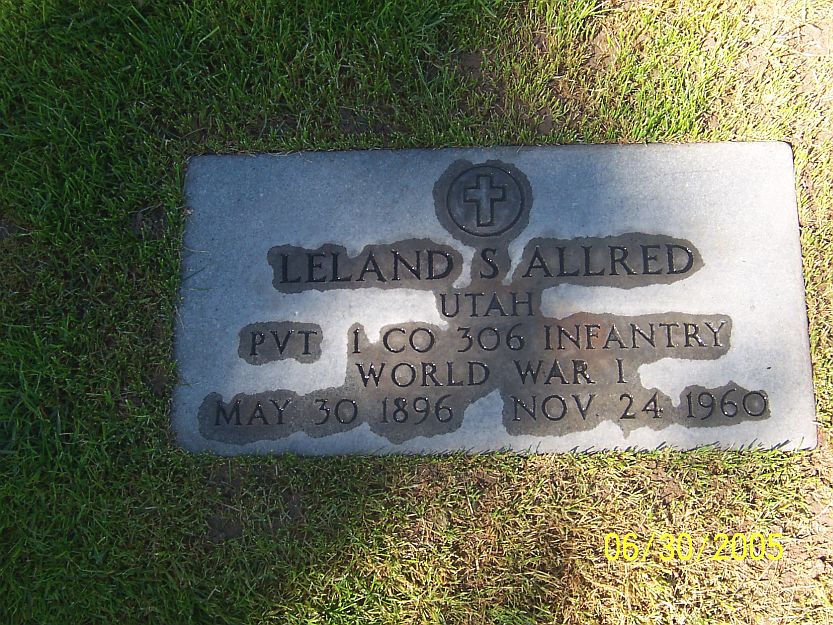 LELAND S ALLRED
UTAH
PVT 1 CO 306 INFANTRY
WORLD WAR I
MAY 30 1896 NOV 24 1960
06/30/2005